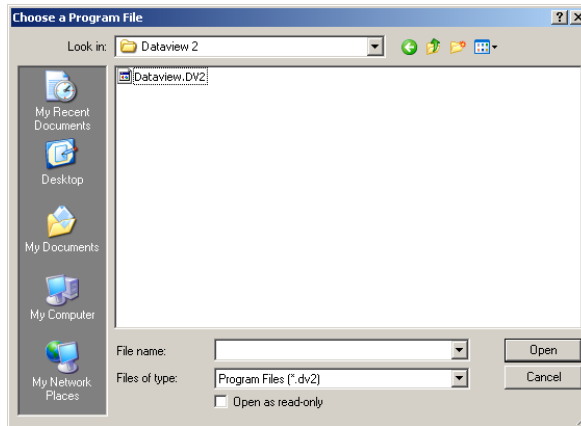 Choose a Program File
Look in: Dataview 2
Dataview.DV2
My Recent
Documents
Desktop
My Documents
My Computer
My Network
Places
File name:
Open
Files of type: Program Files (*.dv2)
Cancel
Open as read-only